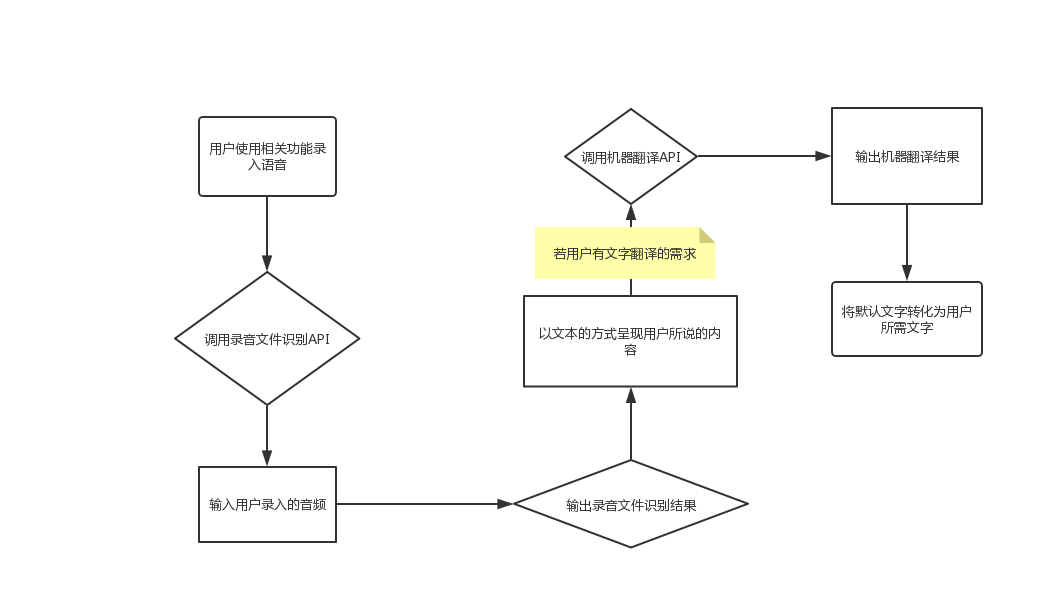 用户使用相关功能录
入语音
调用录音文件识别API
输入用户录入的音频
输出录音文件识别结果
以文本的方式呈现用户所说的内
容
若用户有文字翻译的需求
调用机器翻译API
输出机器翻译结果
将默认文字转化为用户
所需文字